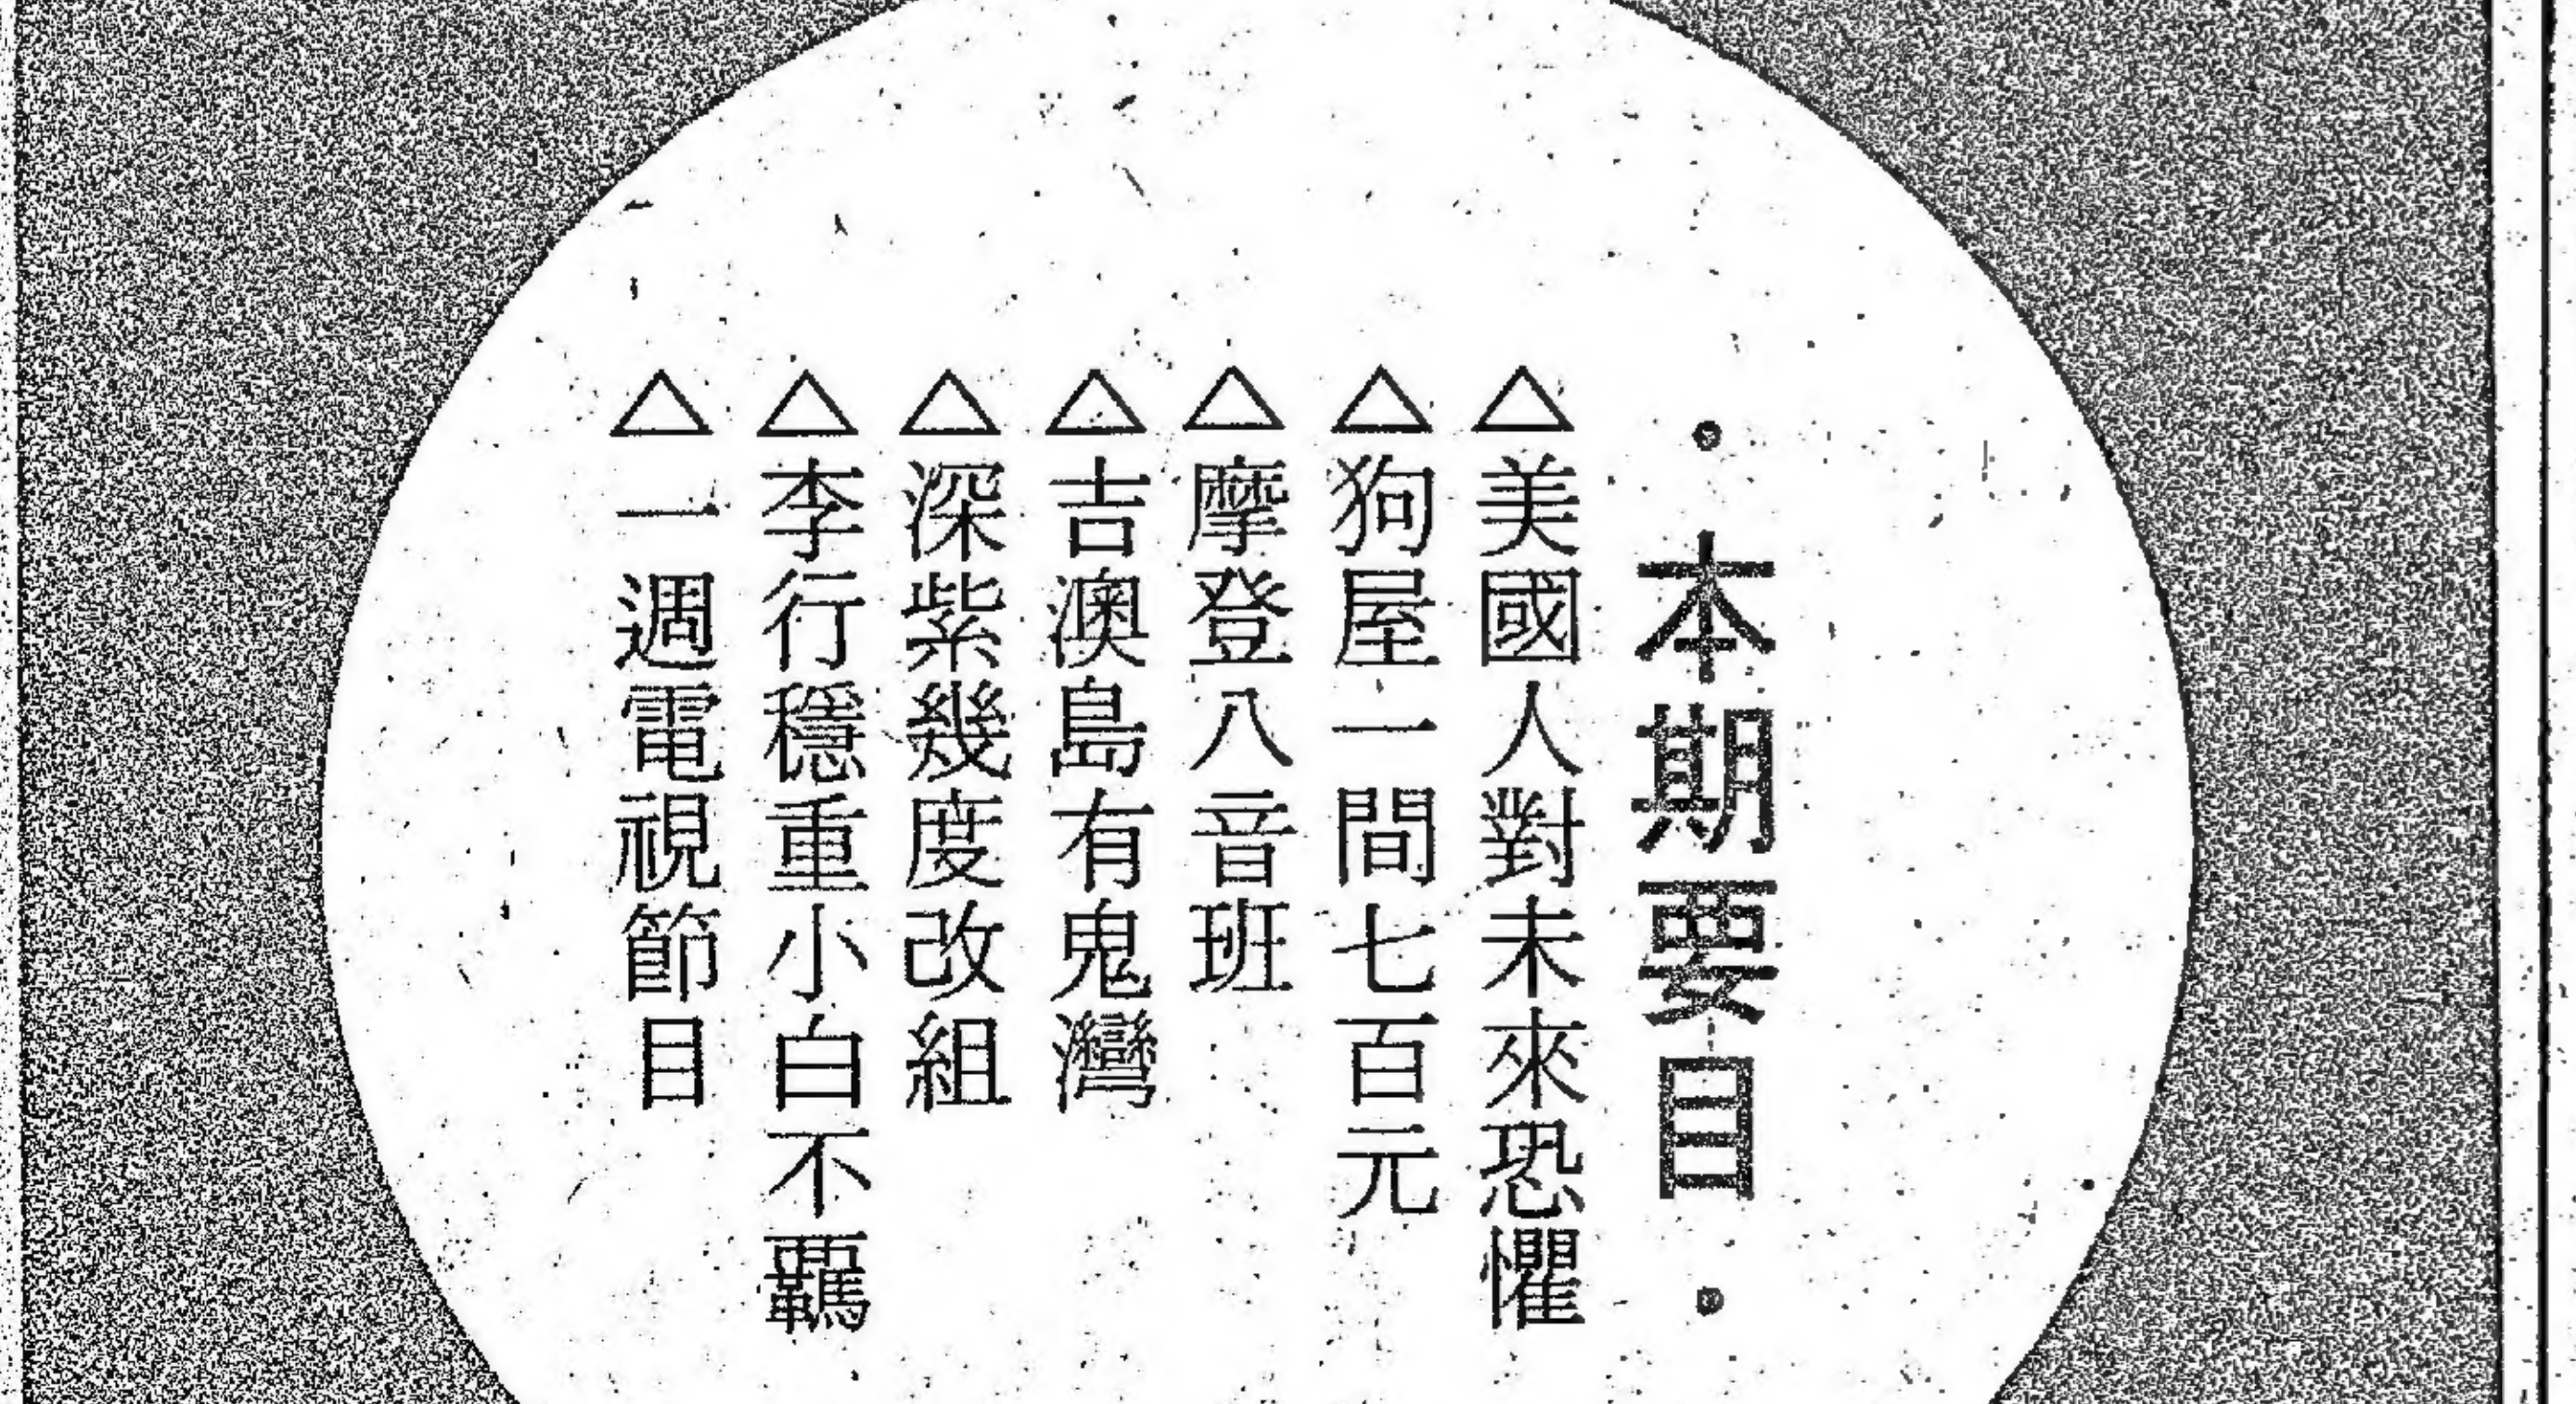 ・本期要目・
△美國人對未來恐懼
△狗屋一間七百元
△摩登八音班
△吉澳島有鬼灣
△深紫幾度改組
△李行穩重小白不羈
△一週電視節目